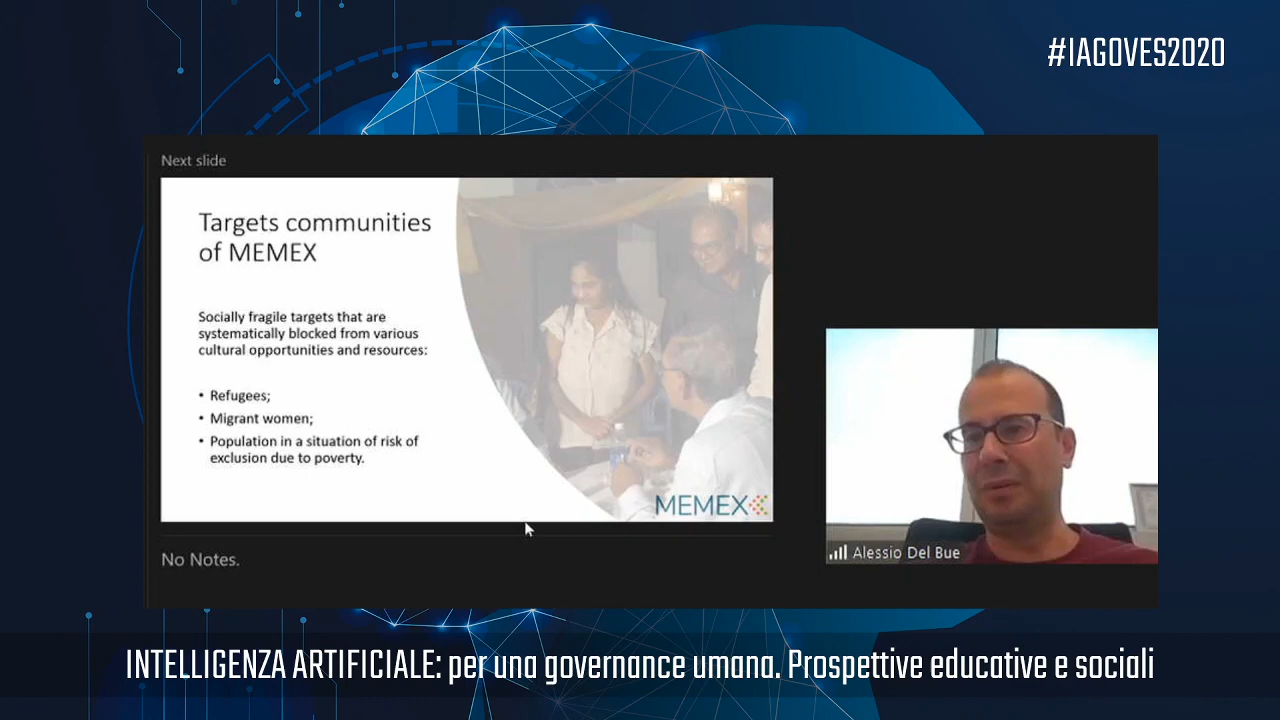 #IAGOVES2020
Next slide
Targets communities
of MEMEX
Socially fragile targets that are
systematically blocked from various
cultural opportunities and resources:
• Refugees;
• Migrant women;
• Population in a situation of risk of
exclusion due to poverty.
MEMEX
No Notes.
Alessio Del Bue
INTELLIGENZA ARTIFICIALE: per una governance umana. Prospettive educative e sociali